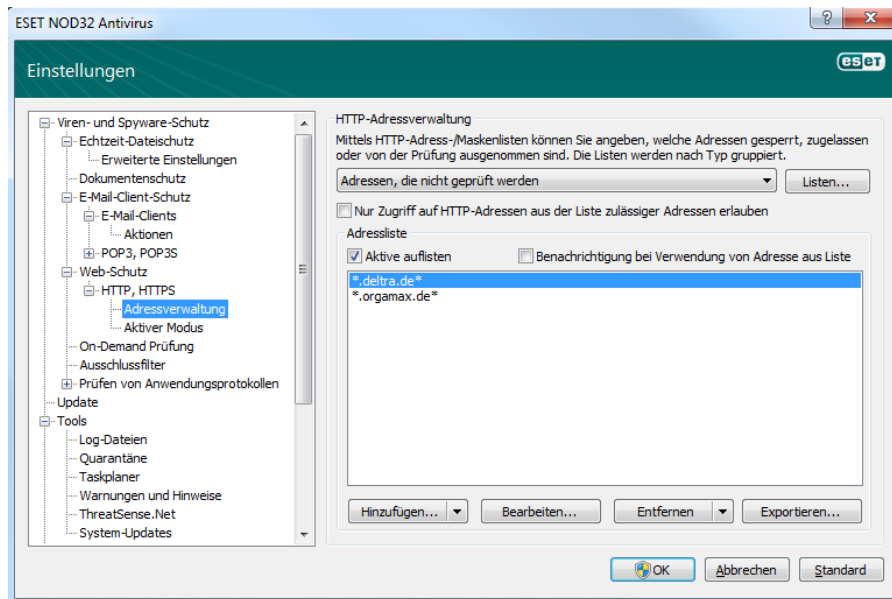 ESET NOD32 Antivirus
Einstellungen
eseT
Viren- und Spyware-Schutz
Echtzeit-Dateischutz
Erweiterte Einstellungen
Dokumentenschutz
E-Mail-Client-Schutz
E-Mail-Clients
Aktionen
POP3, POP3S
Web-Schutz
HTTP, HTTPS
Adressverwaltung
Aktiver Modus
On-Demand Prüfung
Ausschlussfilter
Prüfen von Anwendungsprotokollen
Update
Tools
Log-Dateien
Quarantäne
Taskplaner
Warnungen und Hinweise
ThreatSense.Net
System-Updates
HTTP-Adressverwaltung
Mittels HTTP-Adress-/Maskenlisten können Sie angeben, welche Adressen gesperrt, zugelassen
oder von der Prüfung ausgenommen sind. Die Listen werden nach Typ gruppiert.
Adressen, die nicht geprüft werden
Listen...
Nur Zugriff auf HTTP-Adressen aus der Liste zulässiger Adressen erlauben
Adressliste
Aktive auflisten
Benachrichtigung bei Verwendung von Adresse aus Liste
*.deltra.de*
*.orgamax.de*
Hinzufügen...
Bearbeiten...
Entfernen
Exportieren...
OK
Abbrechen
Standard